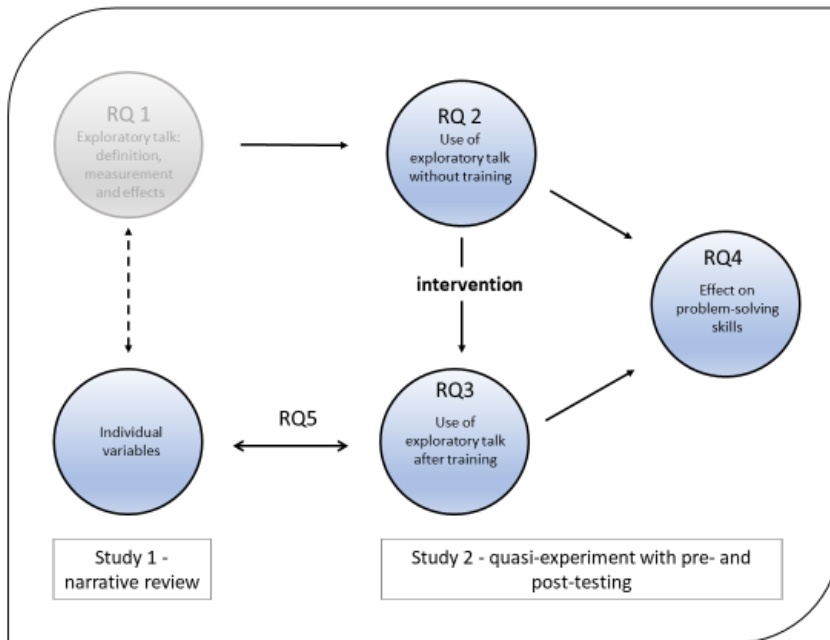 RQ 1
Exploratory talk:
definition,
measurement
and effects
RQ 2
Use of
exploratory talk
without training
intervention
RQ4
Effect on
problem-solving
skills
RQ3
Use of
exploratory talk
after training
RQ5
Individual
variables
Study 1 -
narrative review
Study 2 - quasi-experiment with pre- and
post-testing